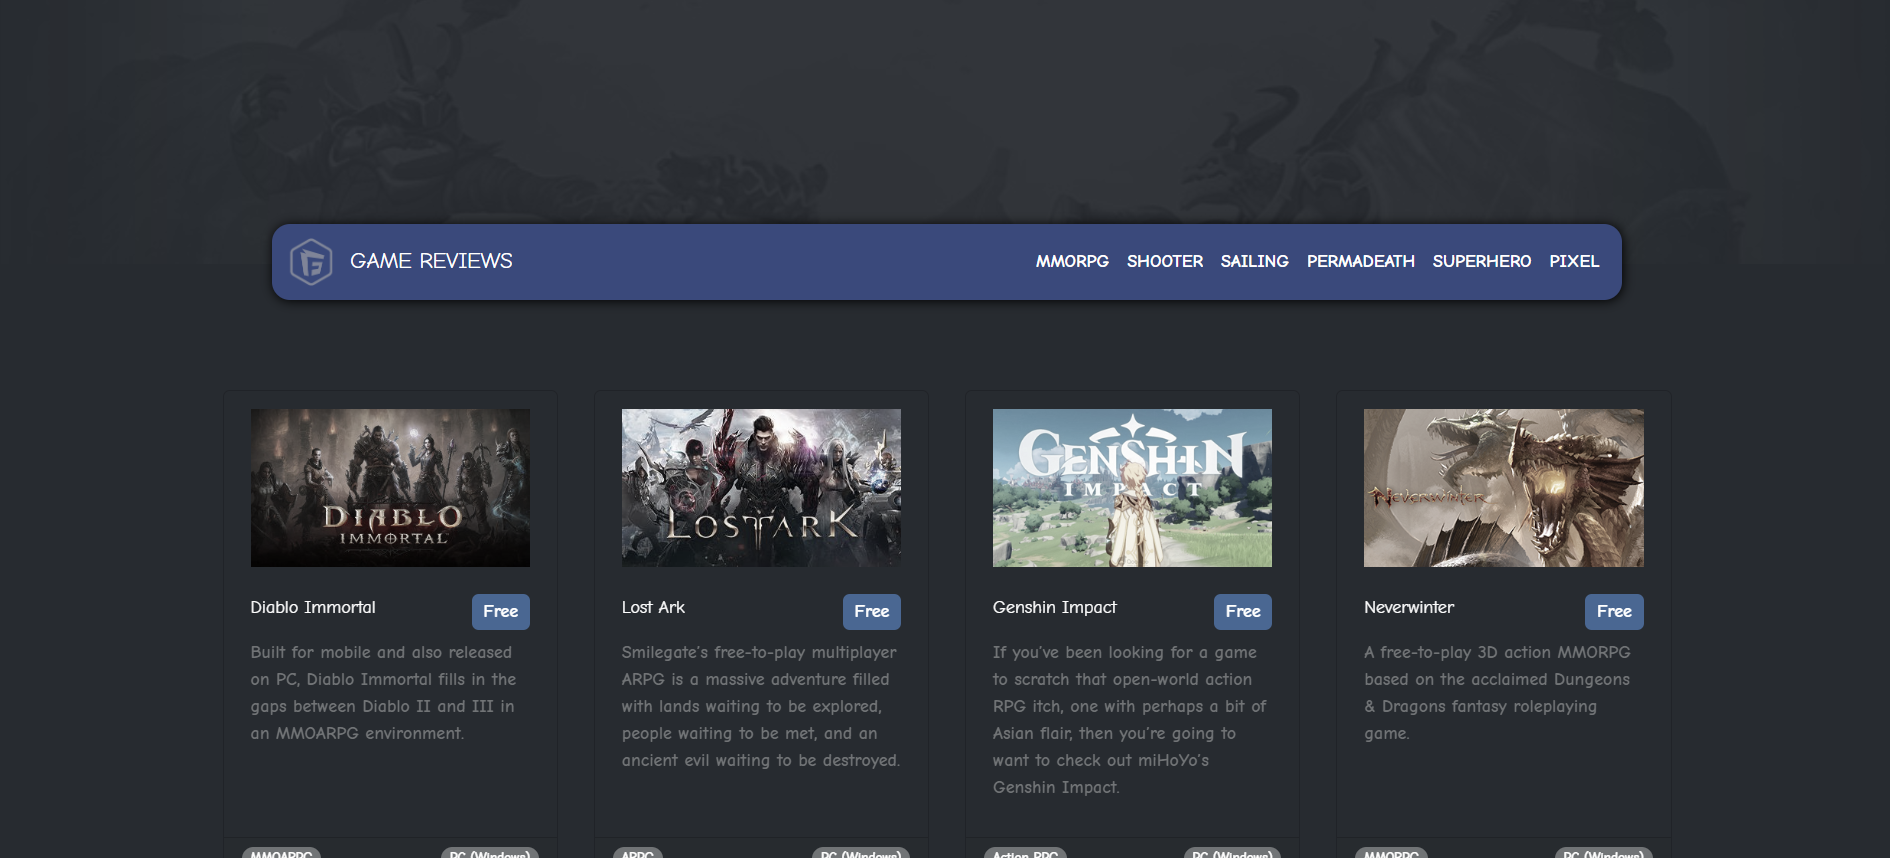 GAME REVIEWS
MMORPG SHOOTER SAILING PERMADEATH SUPERHERO PIXEL
DIABLO
IMMORTAL
LOST ARK
GENSHIN
IMPACT
NEVERWINTER
Diablo Immortal
Free
Built for mobile and also released
on PC, Diablo Immortal fills in the
gaps between Diablo II and III in
an MMOARPG environment.
MMOARPG
PC (Windows)
Lost Ark
Free
Smilegate's free-to-play multiplayer
ARPG is a massive adventure filled
with lands waiting to be explored,
people waiting to be met, and an
ancient evil waiting to be destroyed.
ARPG
PC (Windows)
Genshin Impact
Free
If you've been looking for a game
to scratch that open-world action
RPG itch, one with perhaps a bit of
Asian flair, then you're going to
want to check out miHoYo's
Genshin Impact.
Action RPG
PC (Windows)
Neverwinter
Free
A free-to-play 3D action MMORPG
based on the acclaimed Dungeons
& Dragons fantasy roleplaying
game.
MMORPG
PC (Windows)